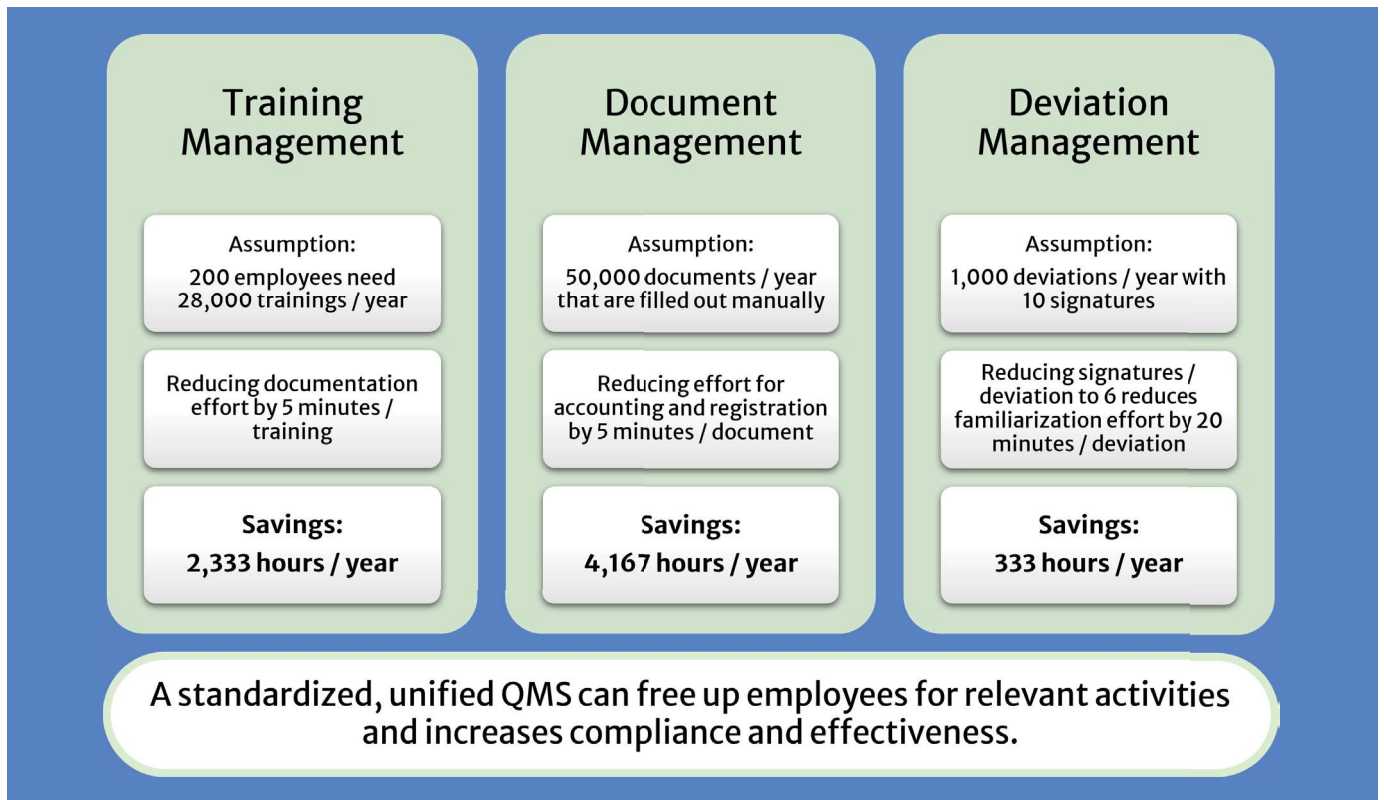 Training
Management
Assumption:
200 employees need
28,000 trainings / year
Reducing documentation
effort by 5 minutes /
training
Savings:
2,333 hours / year
Document
Management
Assumption:
50,000 documents / year
that are filled out manually
Reducing effort for
accounting and registration
by 5 minutes / document
Savings:
4,167 hours / year
Deviation
Management
Assumption:
1,000 deviations / year with
10 signatures
Reducing signatures /
deviation to 6 reduces
familiarization effort by 20
minutes / deviation
Savings:
333 hours / year
A standardized, unified QMS can free up employees for relevant activities
and increases compliance and effectiveness.